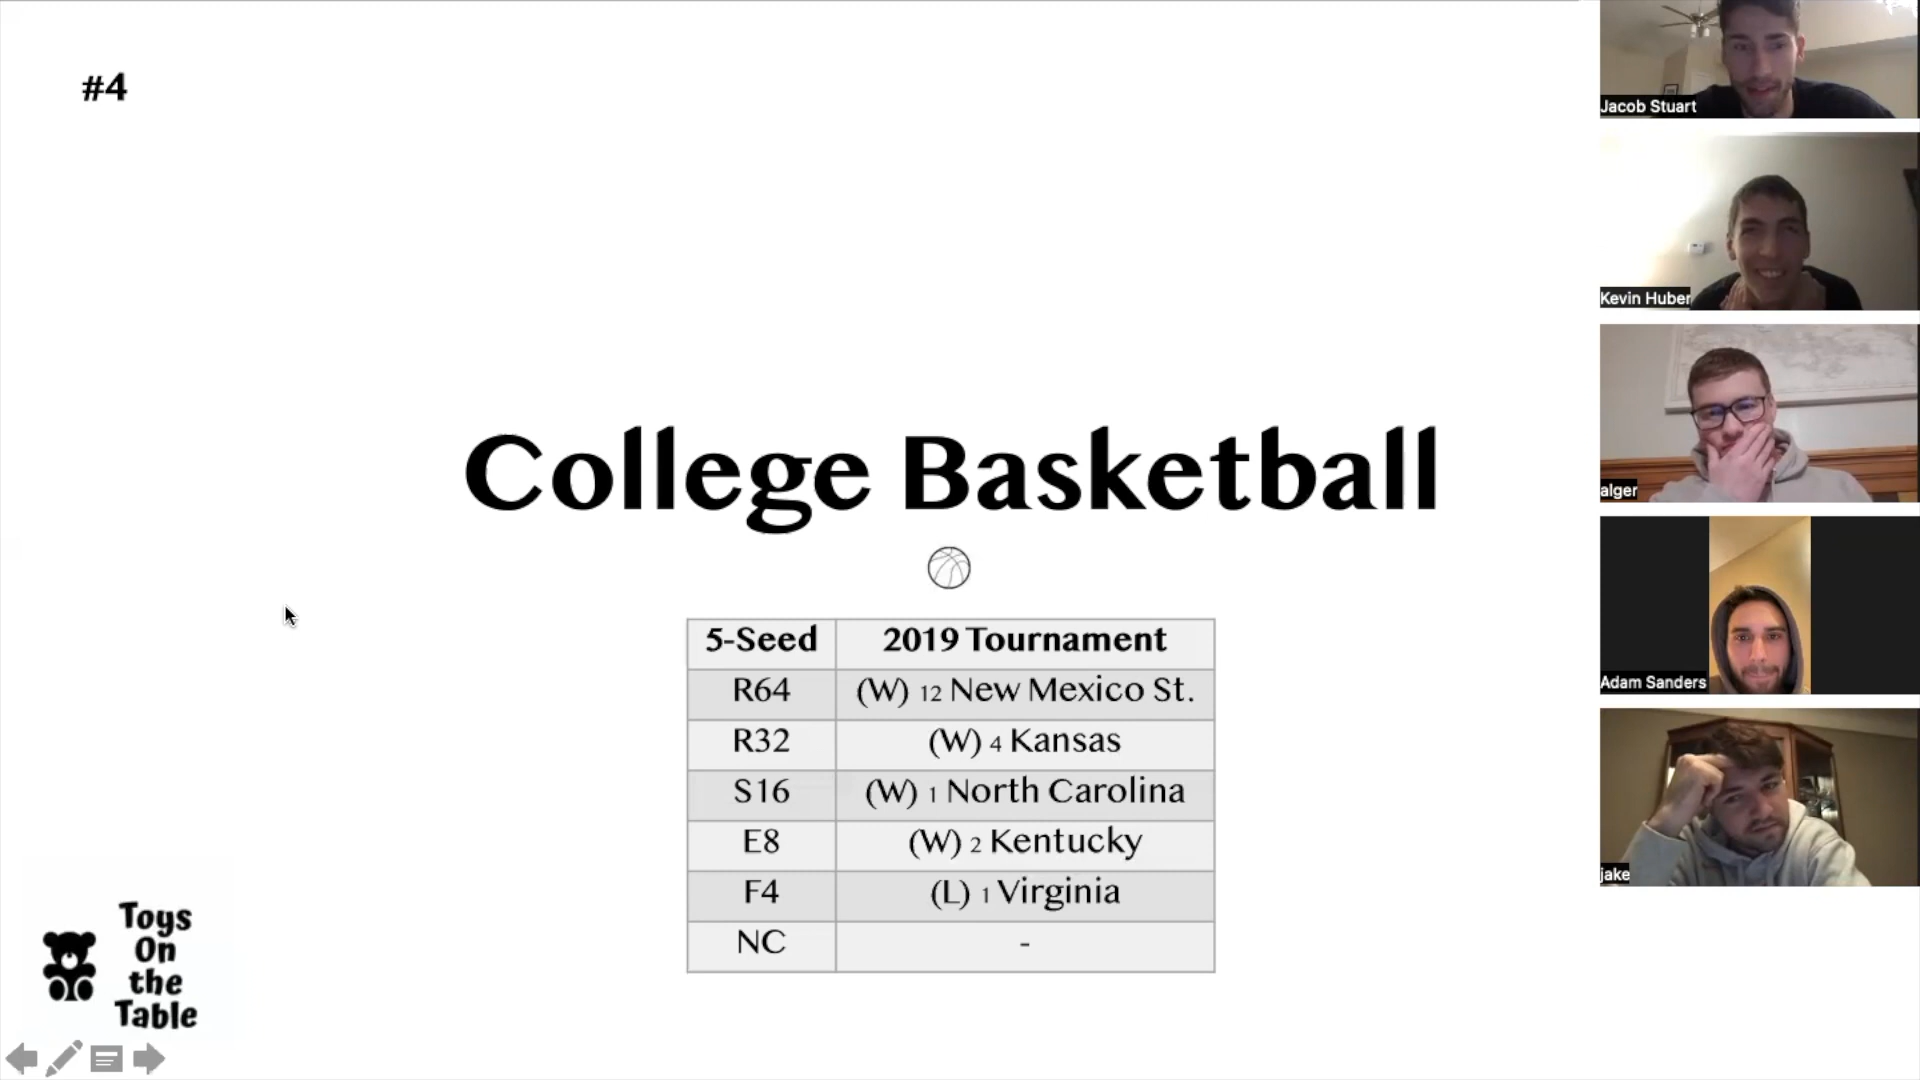 #4
College Basketball
5-Seed 2019 Tournament
R64 (W) 12 New Mexico St.
R32 (W) 4 Kansas
S16 (W) 1 North Carolina
E8 (W) 2 Kentucky
F4 (L) 1 Virginia
NC -
Toys
On
the
Table
Jacob Stuart
Kevin Huber
alger
Adam Sanders
jake